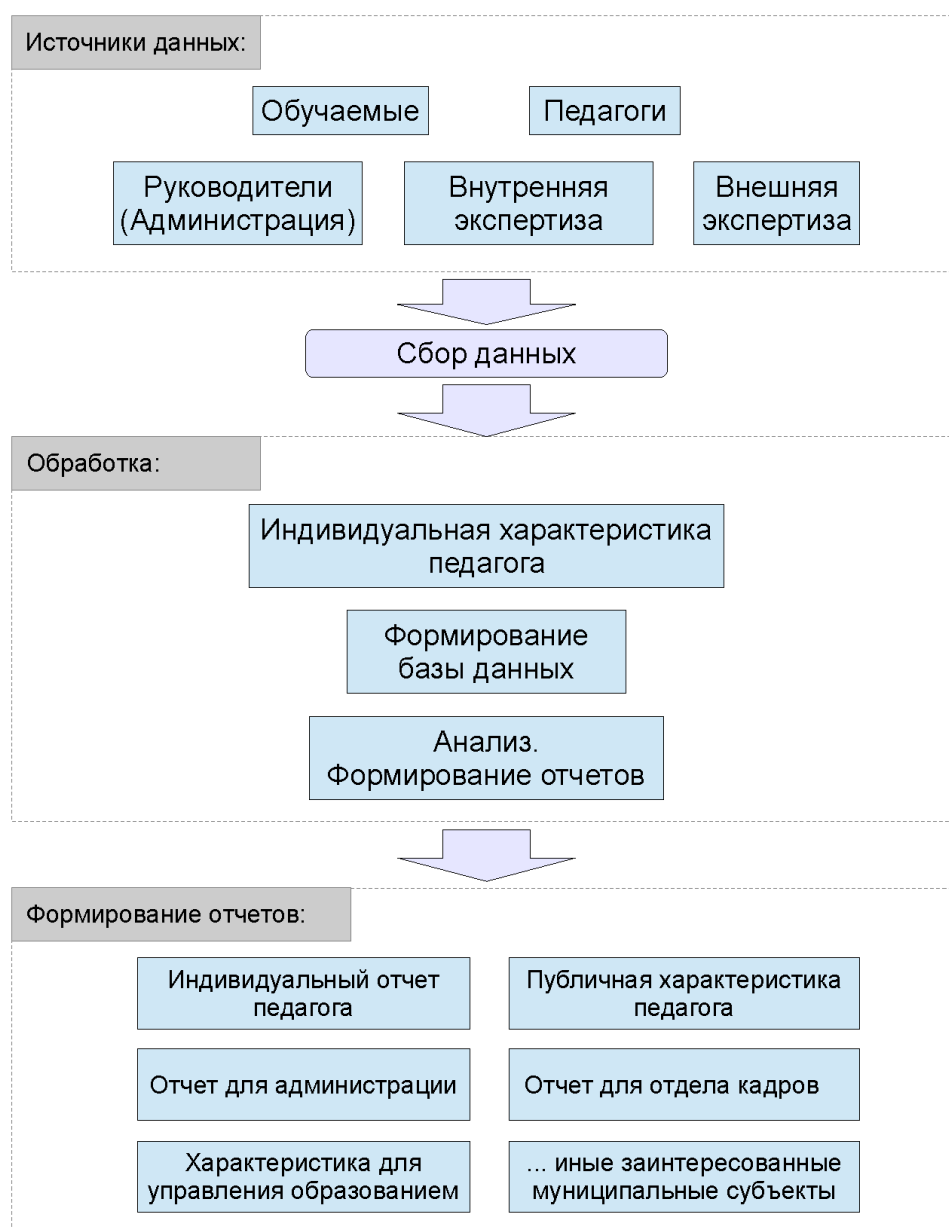 Источники данных:
Обучаемые
Педагоги
Руководители
(Администрация)
Внутренняя
экспертиза
Внешняя
экспертиза
Сбор данных
Обработка:
Индивидуальная характеристика
педагога
Формирование
базы данных
Анализ.
Формирование отчетов
Формирование отчетов:
Индивидуальный отчет
педагога
Публичная характеристика
педагога
Отчет для администрации
Отчет для отдела кадров
Характеристика для
управления образованием
... иные заинтересованные
муниципальные субъекты